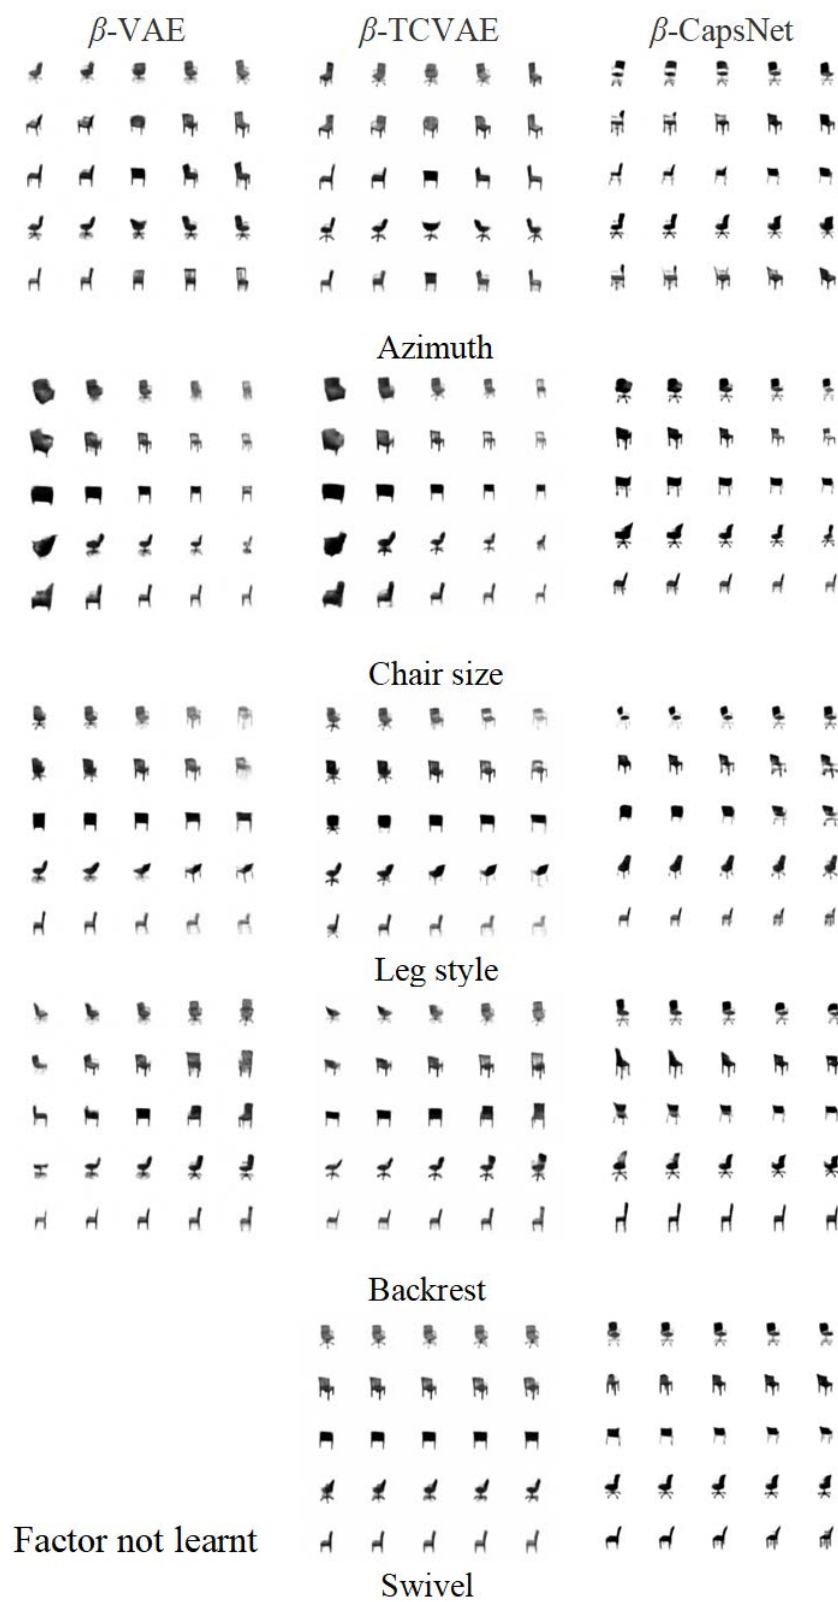 β-VAE β-TCVAE β-CapsNet
Azimuth
Chair size
Leg style
Backrest
Factor not learnt
Swivel